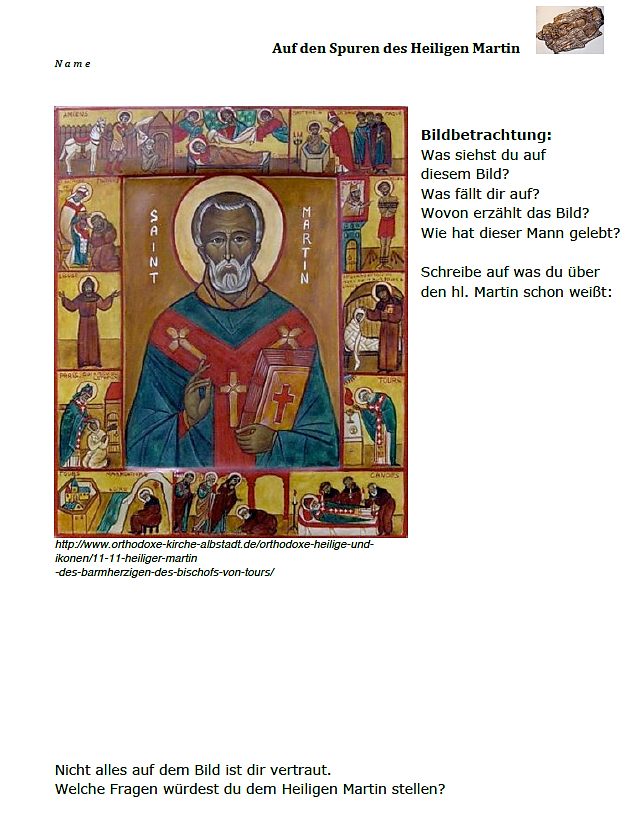 Auf den Spuren des Heiligen Martin
Name
AMIENS
SAINT
MARTIN
LIGUGE
PARIS
TOURS
TOURS
CANDES
Bildbetrachtung:
Was siehst du auf
diesem Bild?
Was fällt dir auf?
Wovon erzählt das Bild?
Wie hat dieser Mann gelebt?
Schreibe auf was du über
den hl. Martin schon weißt:
http://www.orthodoxe-kirche-albstadt.de/orthodoxe-heilige-und-
ikonen/11-11-heiliger-martin
-des-barmherzigen-des-bischofs-von-tours/
Nicht alles auf dem Bild ist dir vertraut.
Welche Fragen würdest du dem Heiligen Martin stellen?